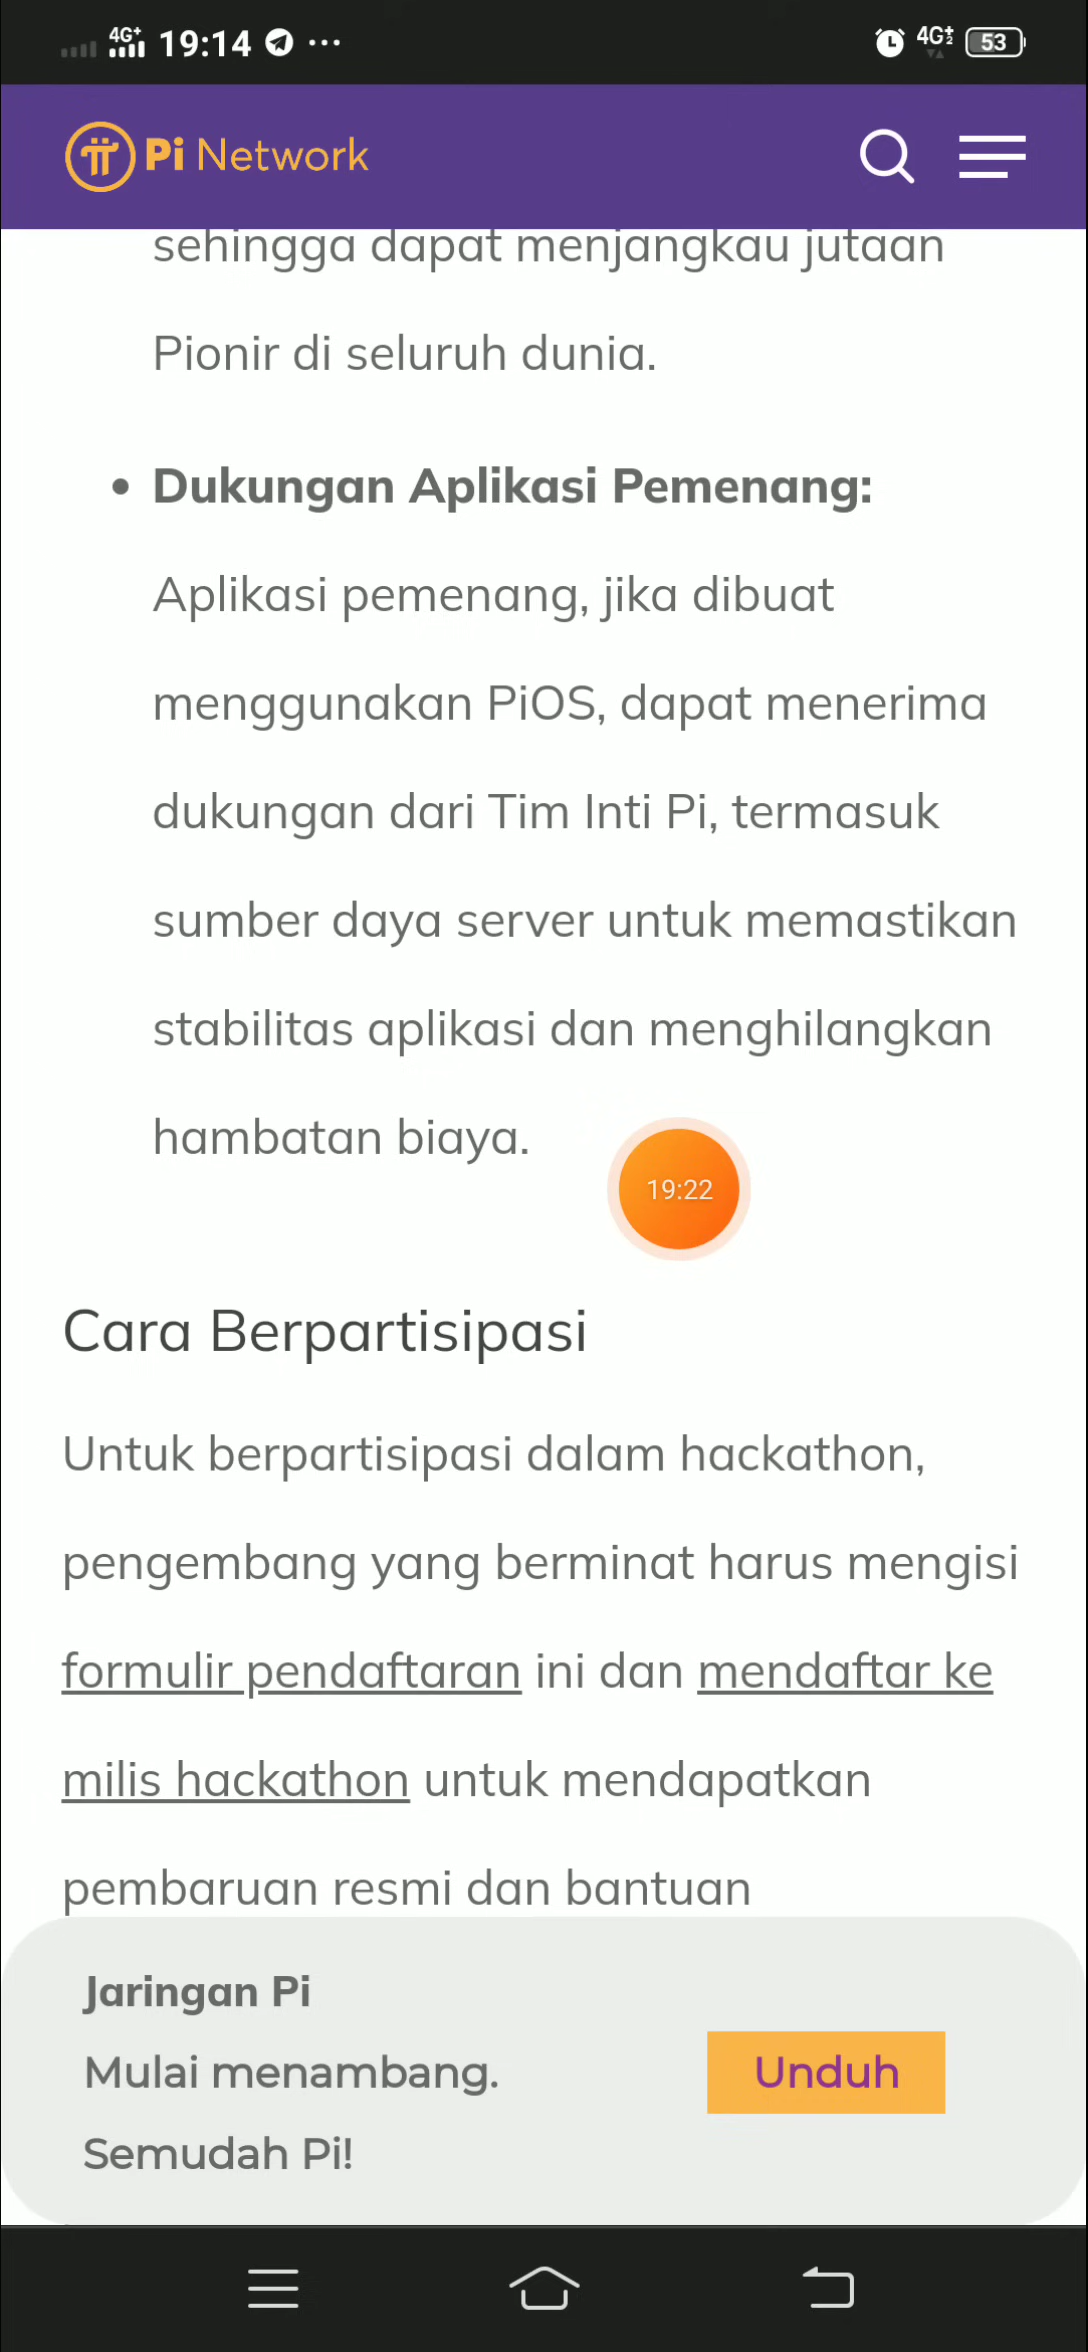 4G+ 19:14 ... 4G+2 53
Pi Network
sehingga dapat menjangkau jutaan
Pionir di seluruh dunia.
• Dukungan Aplikasi Pemenang:
Aplikasi pemenang, jika dibuat
menggunakan PiOS, dapat menerima
dukungan dari Tim Inti Pi, termasuk
sumber daya server untuk memastikan
stabilitas aplikasi dan menghilangkan
hambatan biaya.
19:22
Cara Berpartisipasi
Untuk berpartisipasi dalam hackathon,
pengembang yang berminat harus mengisi
formulir pendaftaran ini dan mendaftar ke
milis hackathon untuk mendapatkan
pembaruan resmi dan bantuan
Jaringan Pi
Mulai menambang.
Semudah Pi!
Unduh